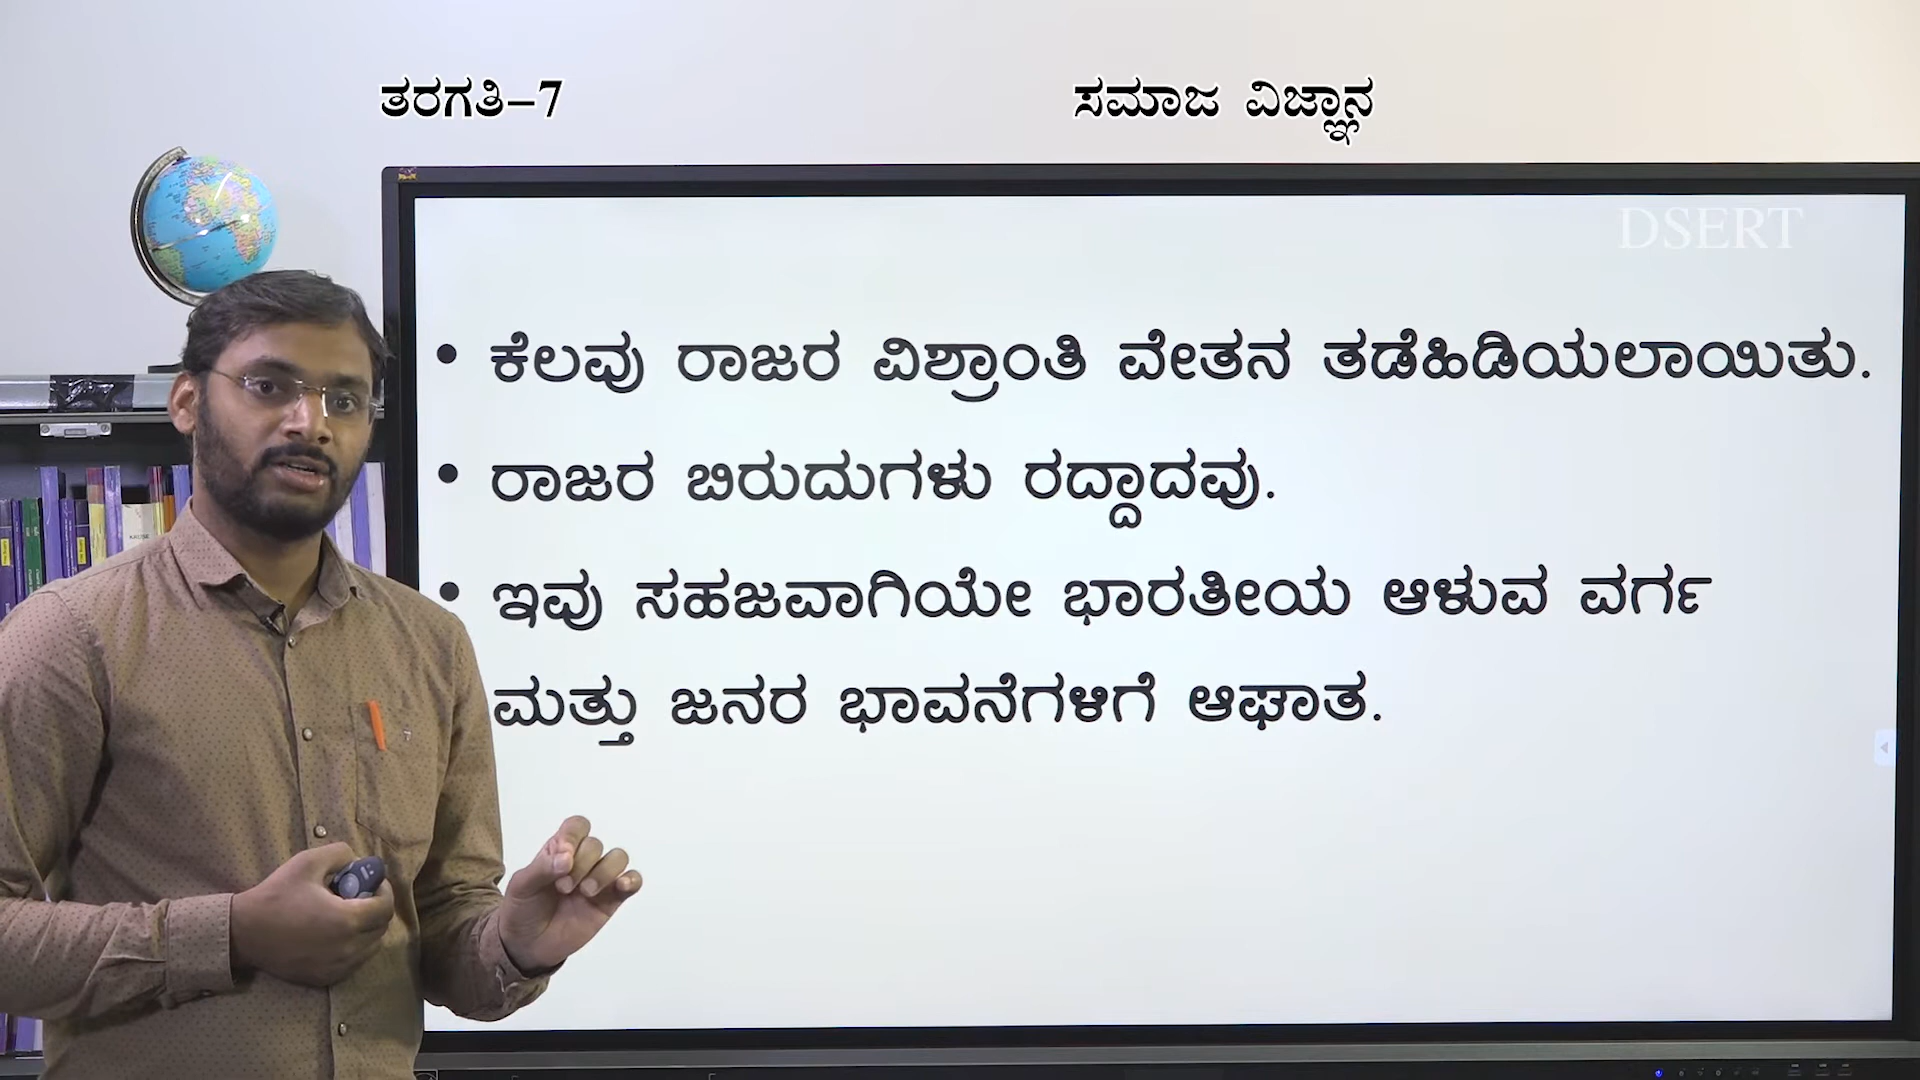 ತರಗತಿ-7
ಸಮಾಜ ವಿಜ್ಞಾನ
DSERT
• ಕೆಲವು ರಾಜರ ವಿಶ್ರಾಂತಿ ವೇತನ ತಡೆಹಿಡಿಯಲಾಯಿತು.
• ರಾಜರ ಬಿರುದುಗಳು ರದ್ದಾದವು.
• ಇವು ಸಹಜವಾಗಿಯೇ ಭಾರತೀಯ ಆಳುವ ವರ್ಗ
ಮತ್ತು ಜನರ ಭಾವನೆಗಳಿಗೆ ಆಘಾತ.